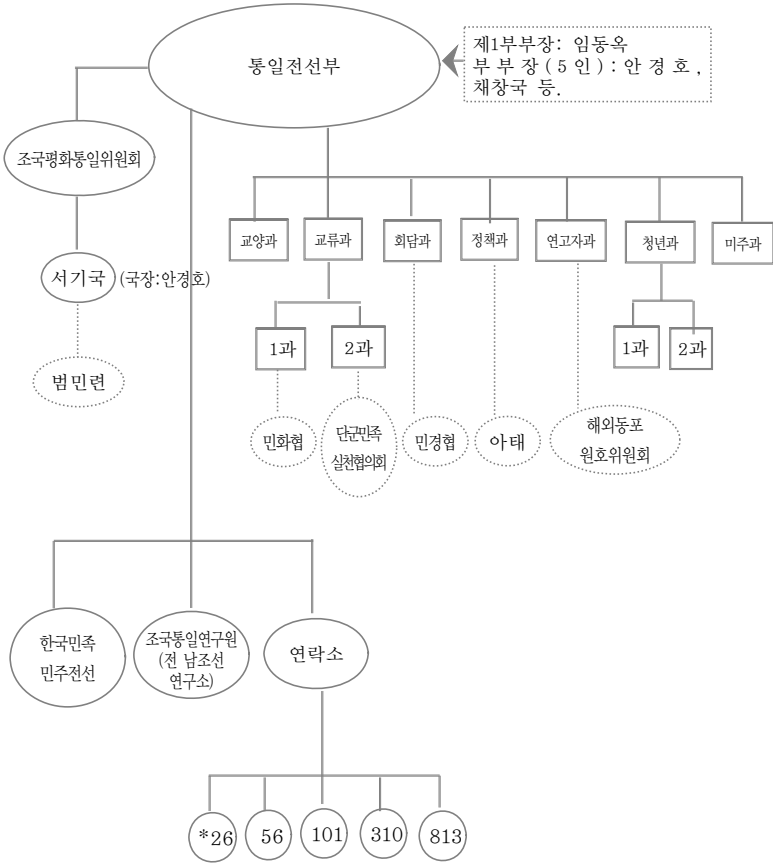 통일전선부
제1부부장: 임동옥
부 부 장 ( 5 인 ) : 안 경 호 ,
채창국 등.
조국평화통일위원회
서기국
(국장:안경호)
범민련
교양과
교류과
회담과
정책과
연고자과
청년과
미주과
1과
2과
1과
2과
민화협
단군민족
실천협의회
민경협
아태
해외동포
원호위원회
한국민족
민주전선
조국통일연구원
(전 남조선
연구소)
연락소
*26
56
101
310
813